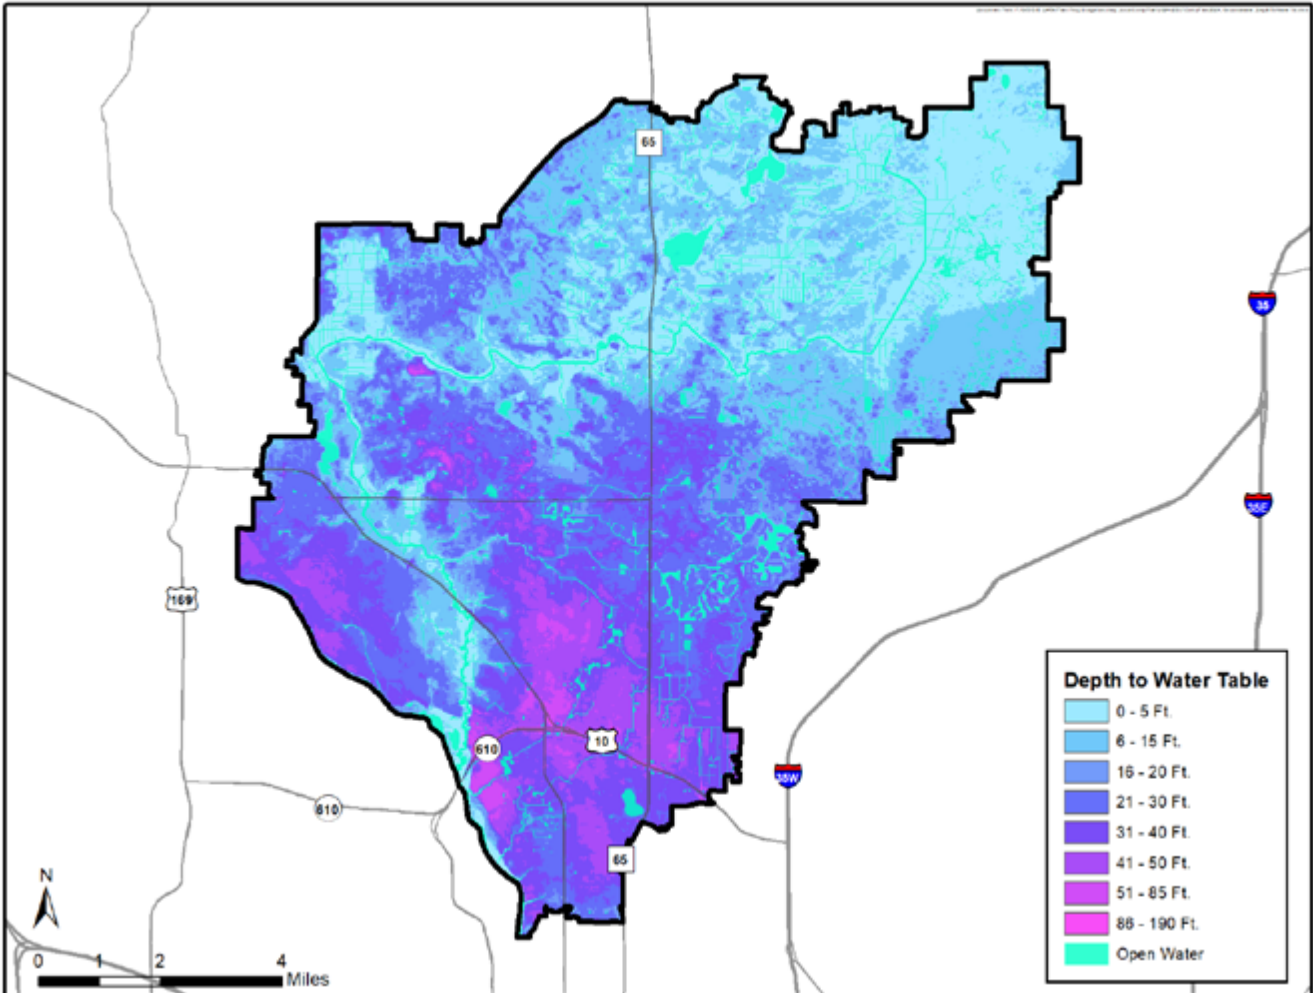 65
35
35E
169
Depth to Water Table
0 - 5 Ft.
6 - 15 Ft.
16 - 20 Ft.
21 - 30 Ft.
31 - 40 Ft.
41 - 50 Ft.
51 - 85 Ft.
86 - 190 Ft.
Open Water
10
610
35W
610
65
N
0 1 2 4
Miles